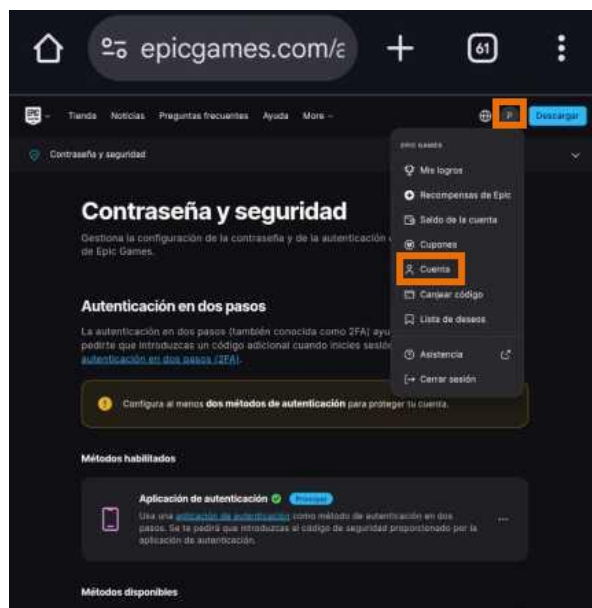 epicgames.com/a
61
EPIC
Tienda Noticias Preguntas frecuentes Ayuda More
P
Descargar
Contraseña y seguridad
EPIC GAMES
Mis logros
Recompensas de Epic
Saldo de la cuenta
Cupones
Cuenta
Canjear código
Lista de deseos
Asistencia
Cerrar sesión
Contraseña y seguridad
Gestiona la configuración de la contraseña y de la autenticación
de Epic Games.
Autenticación en dos pasos
La autenticación en dos pasos (también conocida como 2FA) ayu
pedirte que introduzcas un código adicional cuando inicies sesión
autenticación en dos pasos (2FA).
Configura al menos dos métodos de autenticación para proteger tu cuenta.
Métodos habilitados
Aplicación de autenticación Principal
Usa una aplicación de autenticación como método de autenticación en dos
pasos. Se te pedirá que introduzcas el código de seguridad proporcionado por la
aplicación de autenticación.
Métodos disponibles